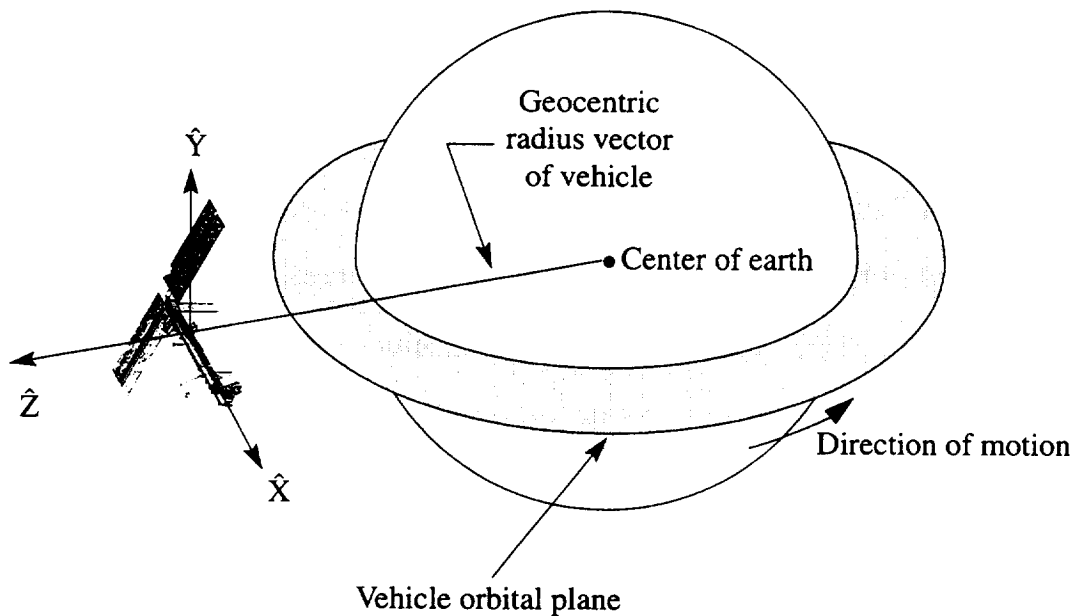 Geocentric
radius vector
of vehicle
Ŷ
Center of earth
Ẑ
X̂
Direction of motion
Vehicle orbital plane